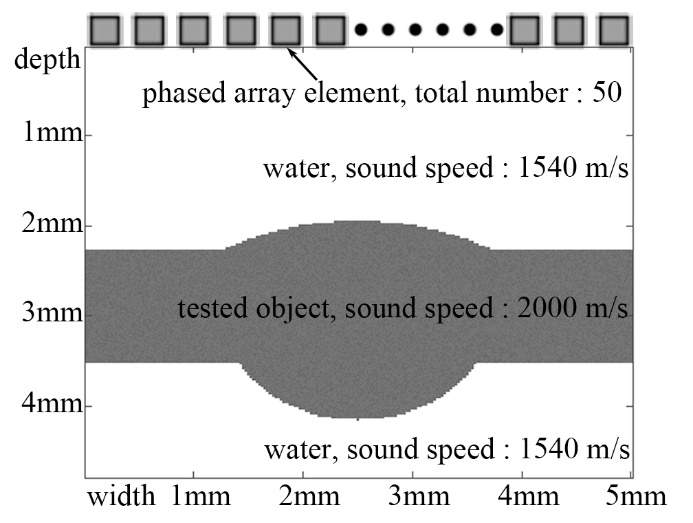 depth
phased array element, total number : 50
1mm
water, sound speed : 1540 m/s
2mm
3mm
tested object, sound speed : 2000 m/s
4mm
water, sound speed : 1540 m/s
width 1mm 2mm 3mm 4mm 5mm